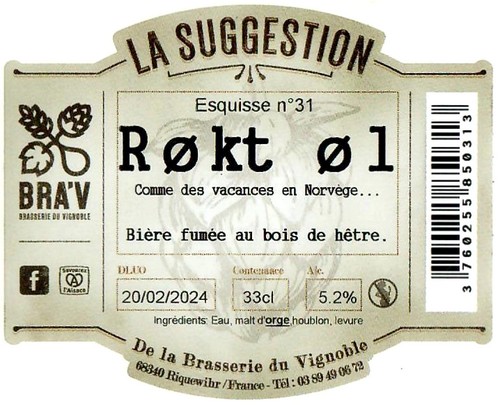 LA SUGGESTION
Esquisse n°31
Røkt øl
Comme des vacances en Norvège...
Bière fumée au bois de hêtre.
BRA'V
BRASSERIE DU VIGNOBLE
f
Savourez
l'Alsace
DLUO
Contenance
Alc.
20/02/2024
33cl
5.2%
Ingrédients: Eau, malt d'orge, houblon, levure
De la Brasserie du Vignoble
68340 Riquewihr / France - Tél : 03 89 49 06 72
3 760255 850313